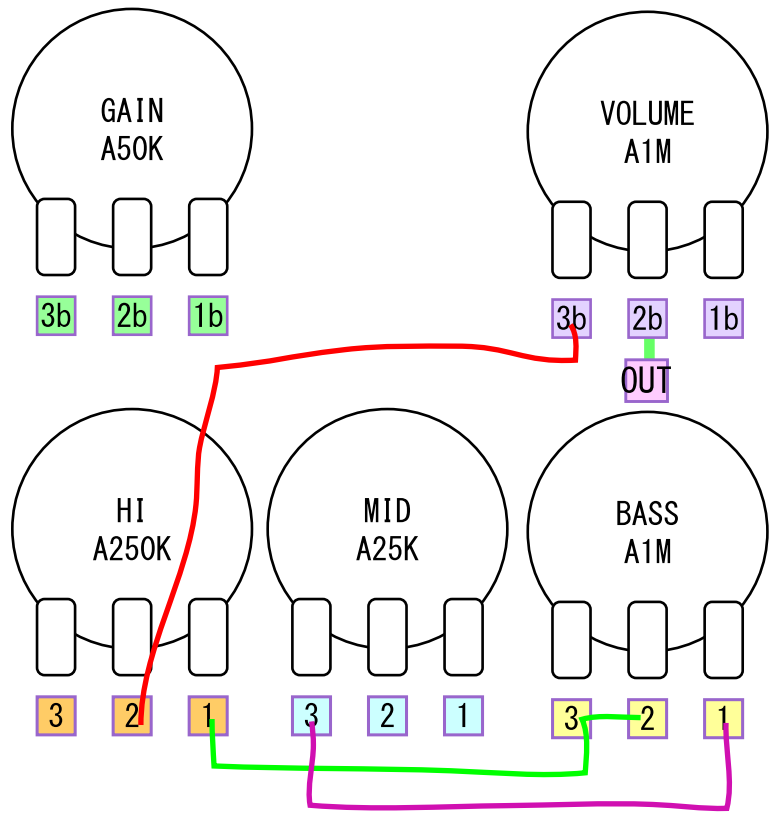 GAIN
A50K
VOLUME
A1M
3b 2b 1b
3b 2b 1b
OUT
HI
A250K
MID
A25K
BASS
A1M
3 2 1
3 2 1
3 2 1